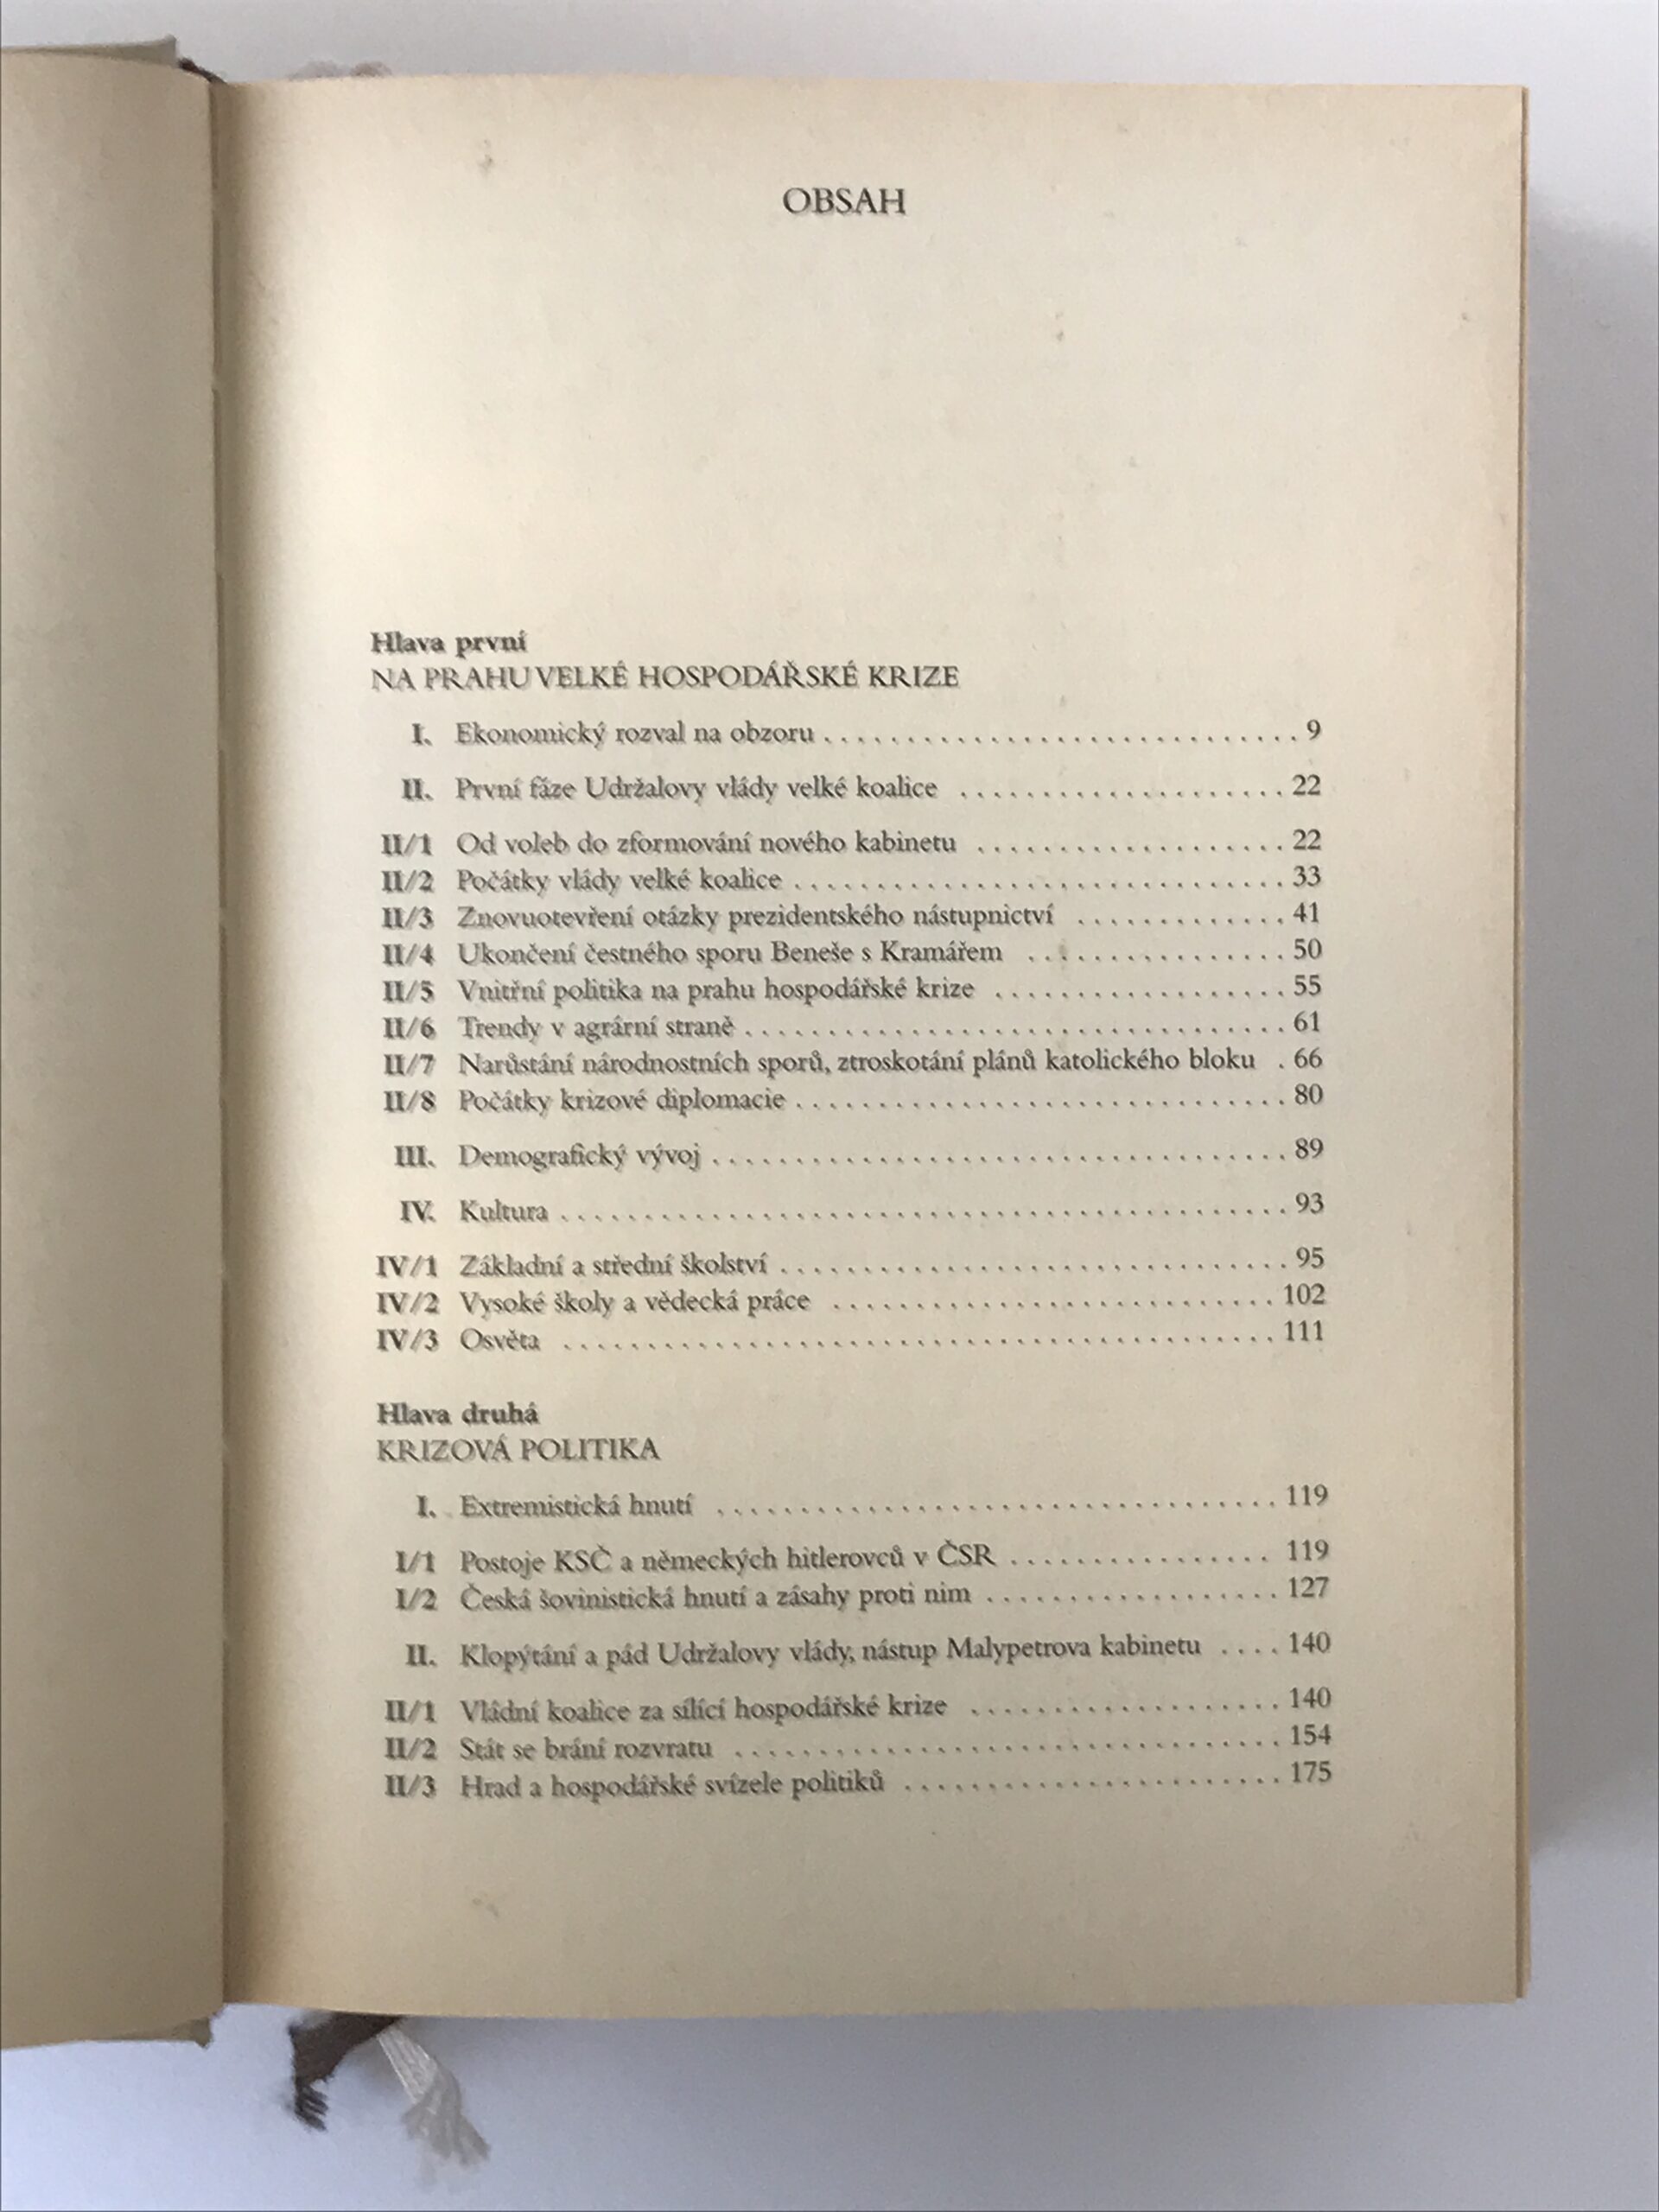 OBSAH
Hlava první
NA PRAHU VELKÉ HOSPODÁŘSKÉ KRIZE
I. Ekonomický rozval na obzoru . . . . . . . . . . . . . . . . . . . . . . . . . . . . . 9
II. První fáze Udržalovy vlády velké koalice . . . . . . . . . . . . . . . . . . . . 22
II/1 Od voleb do zformování nového kabinetu . . . . . . . . . . . . . . . . . . . 22
II/2 Počátky vlády velké koalice . . . . . . . . . . . . . . . . . . . . . . . . . . . . . . 33
II/3 Znovuotevření otázky prezidentského nástupnictví . . . . . . . . . . . . . 41
II/4 Ukončení čestného sporu Beneše s Kramářem . . . . . . . . . . . . . . . . 50
II/5 Vnitřní politika na prahu hospodářské krize . . . . . . . . . . . . . . . . . . 55
II/6 Trendy v agrární straně . . . . . . . . . . . . . . . . . . . . . . . . . . . . . . . . . 61
II/7 Narůstání národnostních sporů, ztroskotání plánů katolického bloku . 66
II/8 Počátky krizové diplomacie . . . . . . . . . . . . . . . . . . . . . . . . . . . . . . 80
III. Demografický vývoj . . . . . . . . . . . . . . . . . . . . . . . . . . . . . . . . . . . 89
IV. Kultura . . . . . . . . . . . . . . . . . . . . . . . . . . . . . . . . . . . . . . . . . . . . 93
IV/1 Základní a střední školství . . . . . . . . . . . . . . . . . . . . . . . . . . . . . . . 95
IV/2 Vysoké školy a vědecká práce . . . . . . . . . . . . . . . . . . . . . . . . . . . 102
IV/3 Osvěta . . . . . . . . . . . . . . . . . . . . . . . . . . . . . . . . . . . . . . . . . . . 111
Hlava druhá
KRIZOVÁ POLITIKA
I. Extremistická hnutí . . . . . . . . . . . . . . . . . . . . . . . . . . . . . . . . . . 119
I/1 Postoje KSČ a německých hitlerovců v ČSR . . . . . . . . . . . . . . . . 119
I/2 Česká šovinistická hnutí a zásahy proti nim . . . . . . . . . . . . . . . . . . 127
II. Klopýtání a pád Udržalovy vlády, nástup Malypetrova kabinetu . . . . 140
II/1 Vládní koalice za sílící hospodářské krize . . . . . . . . . . . . . . . . . . . 140
II/2 Stát se brání rozvratu . . . . . . . . . . . . . . . . . . . . . . . . . . . . . . . . . 154
II/3 Hrad a hospodářské svízele politiků . . . . . . . . . . . . . . . . . . . . . . . 175